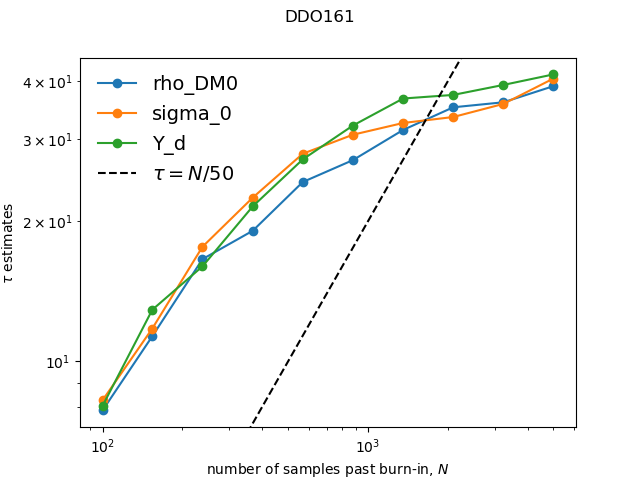 DDO161
rho_DM0
sigma_0
Y_d
τ = N/50
4 × 10¹
3 × 10¹
2 × 10¹
10¹
τ estimates
10² 10³
number of samples past burn-in, N